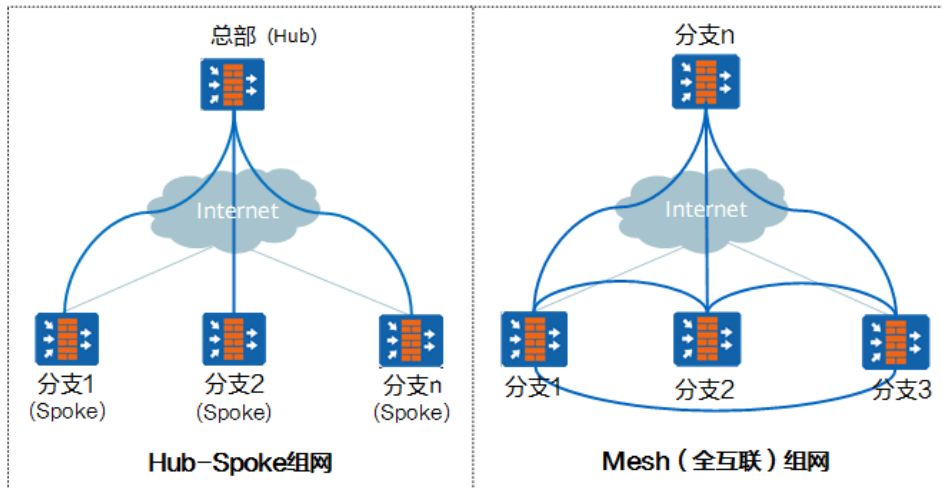 总部 (Hub)
Internet
分支1
(Spoke)
分支2
(Spoke)
分支n
(Spoke)
Hub-Spoke组网
分支n
Internet
分支1
分支2
分支3
Mesh（全互联）组网